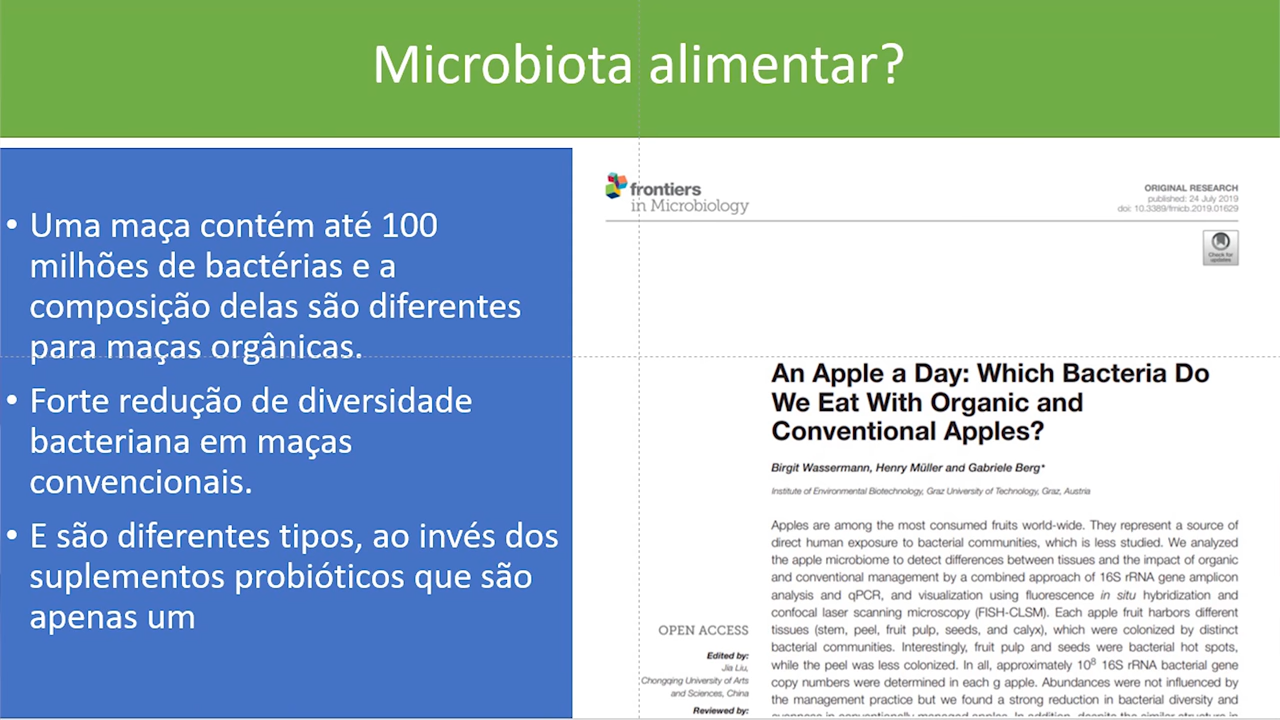 Microbiota alimentar?
• Uma maça contém até 100
milhões de bactérias e a
composição delas são diferentes
para maças orgânicas.
• Forte redução de diversidade
bacteriana em maças
convencionais.
• E são diferentes tipos, ao invés dos
suplementos probióticos que são
apenas um
frontiers
in Microbiology
ORIGINAL RESEARCH
published: 24 July 2019
doi: 10.3389/fmicb.2019.01629
Check for
updates
An Apple a Day: Which Bacteria Do
We Eat With Organic and
Conventional Apples?
Birgit Wassermann, Henry Müller and Gabriele Berg*
Institute of Environmental Biotechnology, Graz University of Technology, Graz, Austria
OPEN ACCESS
Edited by:
Jia Liu,
Chongqing University of Arts
and Sciences, China
Reviewed by:
Apples are among the most consumed fruits world-wide. They represent a source of
direct human exposure to bacterial communities, which is less studied. We analyzed
the apple microbiome to detect differences between tissues and the impact of organic
and conventional management by a combined approach of 16S rRNA gene amplicon
analysis and qPCR, and visualization using fluorescence in situ hybridization and
confocal laser scanning microscopy (FISH-CLSM). Each apple fruit harbors different
tissues (stem, peel, fruit pulp, seeds, and calyx), which were colonized by distinct
bacterial communities. Interestingly, fruit pulp and seeds were bacterial hot spots,
while the peel was less colonized. In all, approximately 10⁸ 16S rRNA bacterial gene
copy numbers were determined in each g apple. Abundances were not influenced by
the management practice but we found a strong reduction in bacterial diversity and